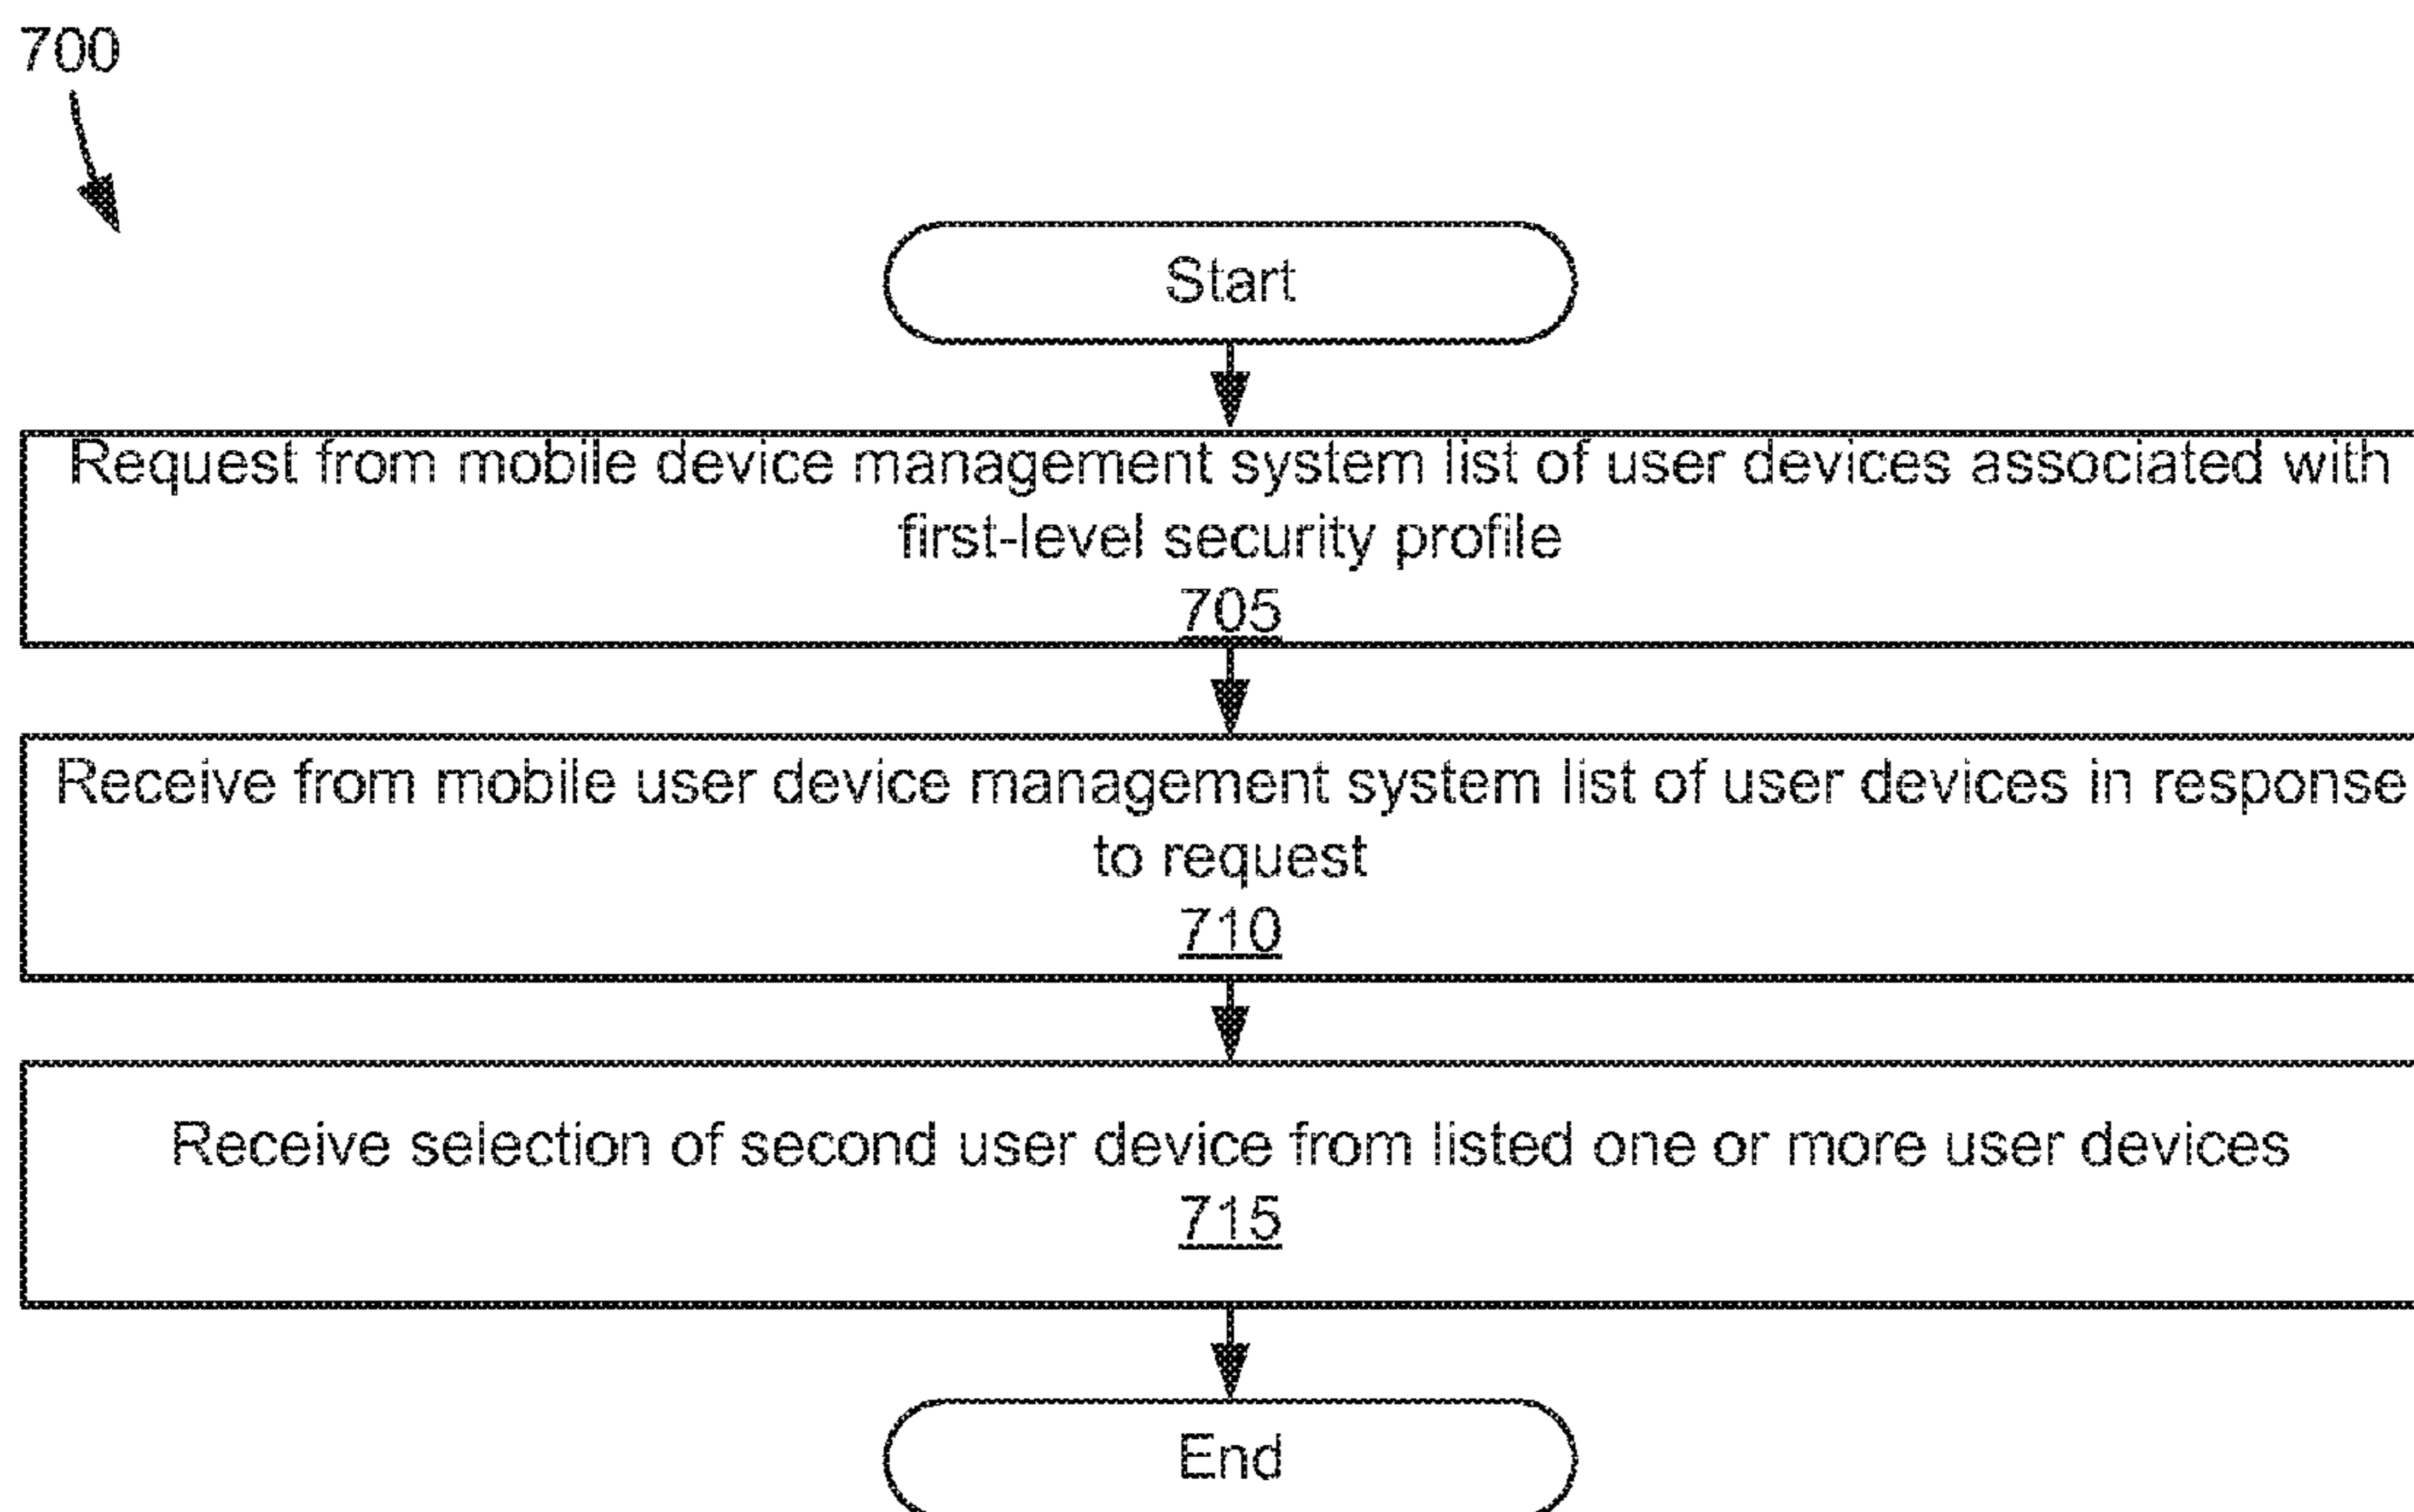 700
Start
Request from mobile device management system list of user devices associated with
first-level security profile
705
Receive from mobile user device management system list of user devices in response
to request
710
Receive selection of second user device from listed one or more user devices
715
End